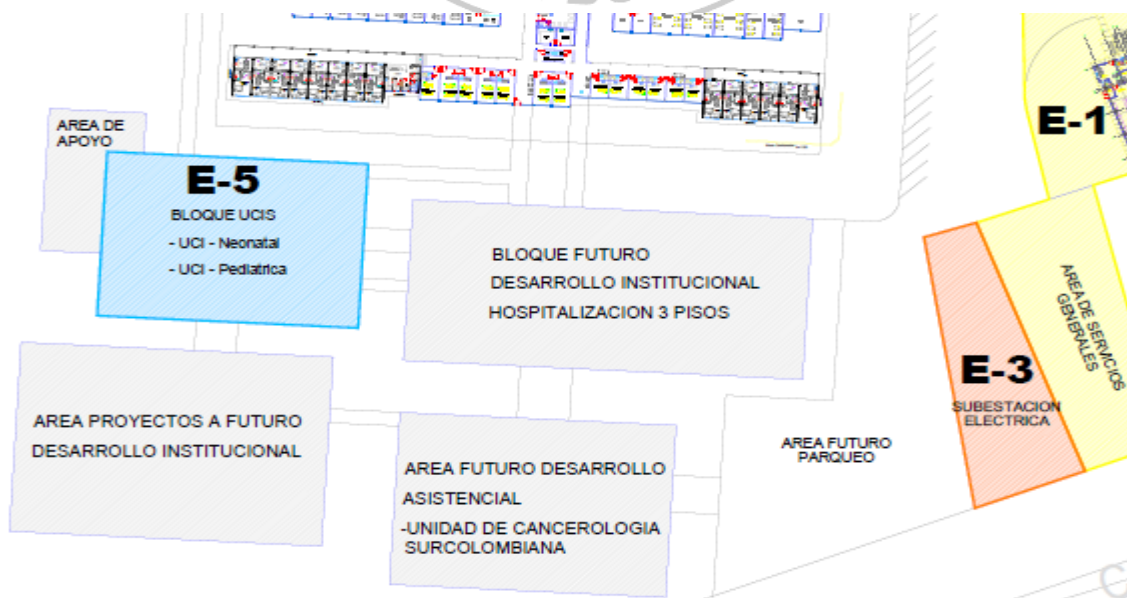 E-1
AREA DE
APOYO
E-5
BLOQUE UCIS
- UCI - Neonatal
- UCI - Pediatrica
BLOQUE FUTURO
DESARROLLO INSTITUCIONAL
HOSPITALIZACION 3 PISOS
AREA DE SERVICIOS
GENERALES
E-3
SUBESTACION
ELECTRICA
AREA PROYECTOS A FUTURO
DESARROLLO INSTITUCIONAL
AREA FUTURO
PARQUEO
AREA FUTURO DESARROLLO
ASISTENCIAL
-UNIDAD DE CANCEROLOGIA
SURCOLOMBIANA